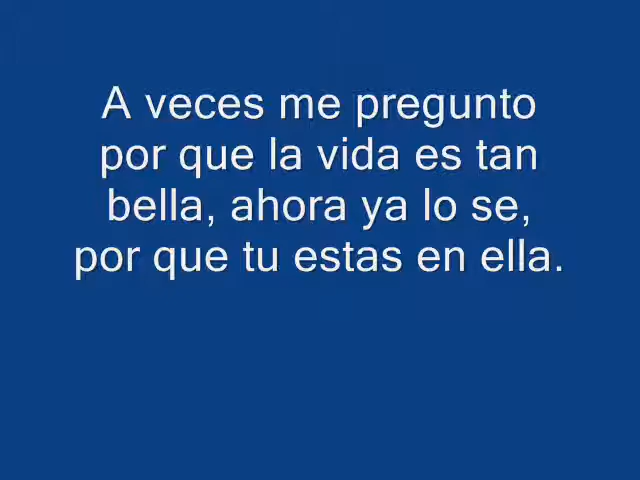 A veces me pregunto
por que la vida es tan
bella, ahora ya lo se,
por que tu estas en ella.